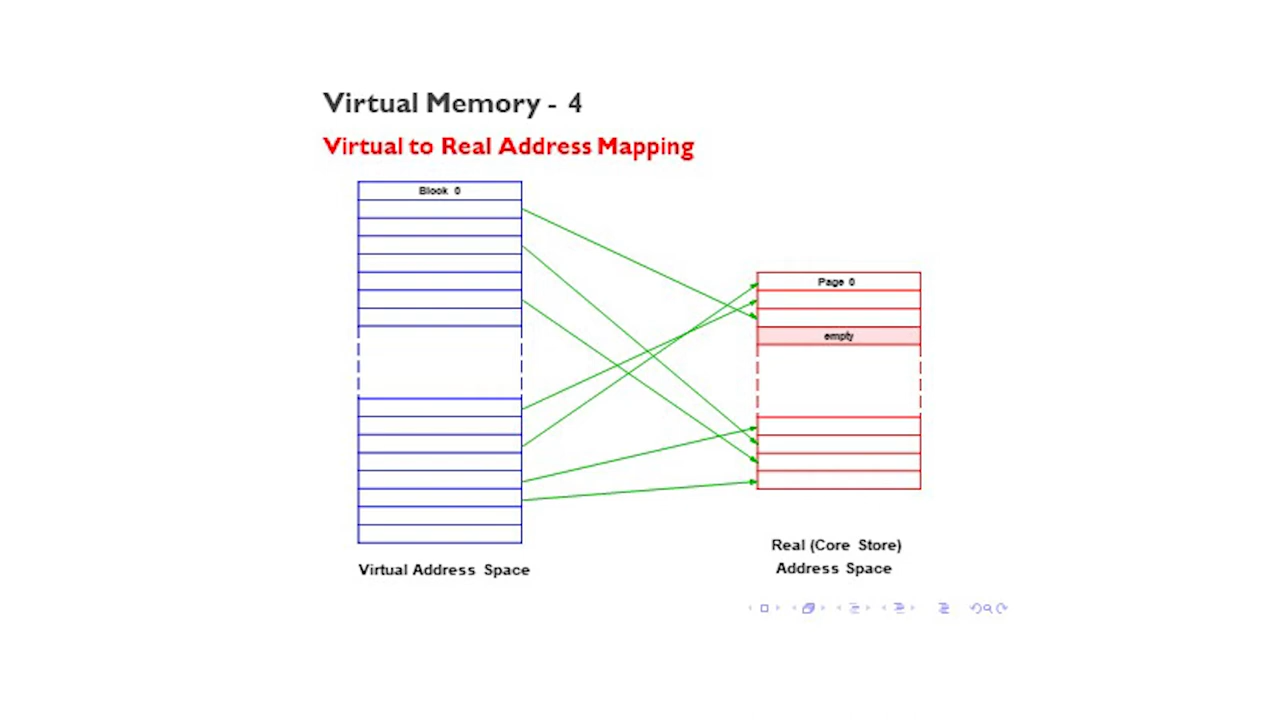 Virtual Memory - 4
Virtual to Real Address Mapping
Block 0
Page 0
empty
Real (Core Store)
Address Space
Virtual Address Space